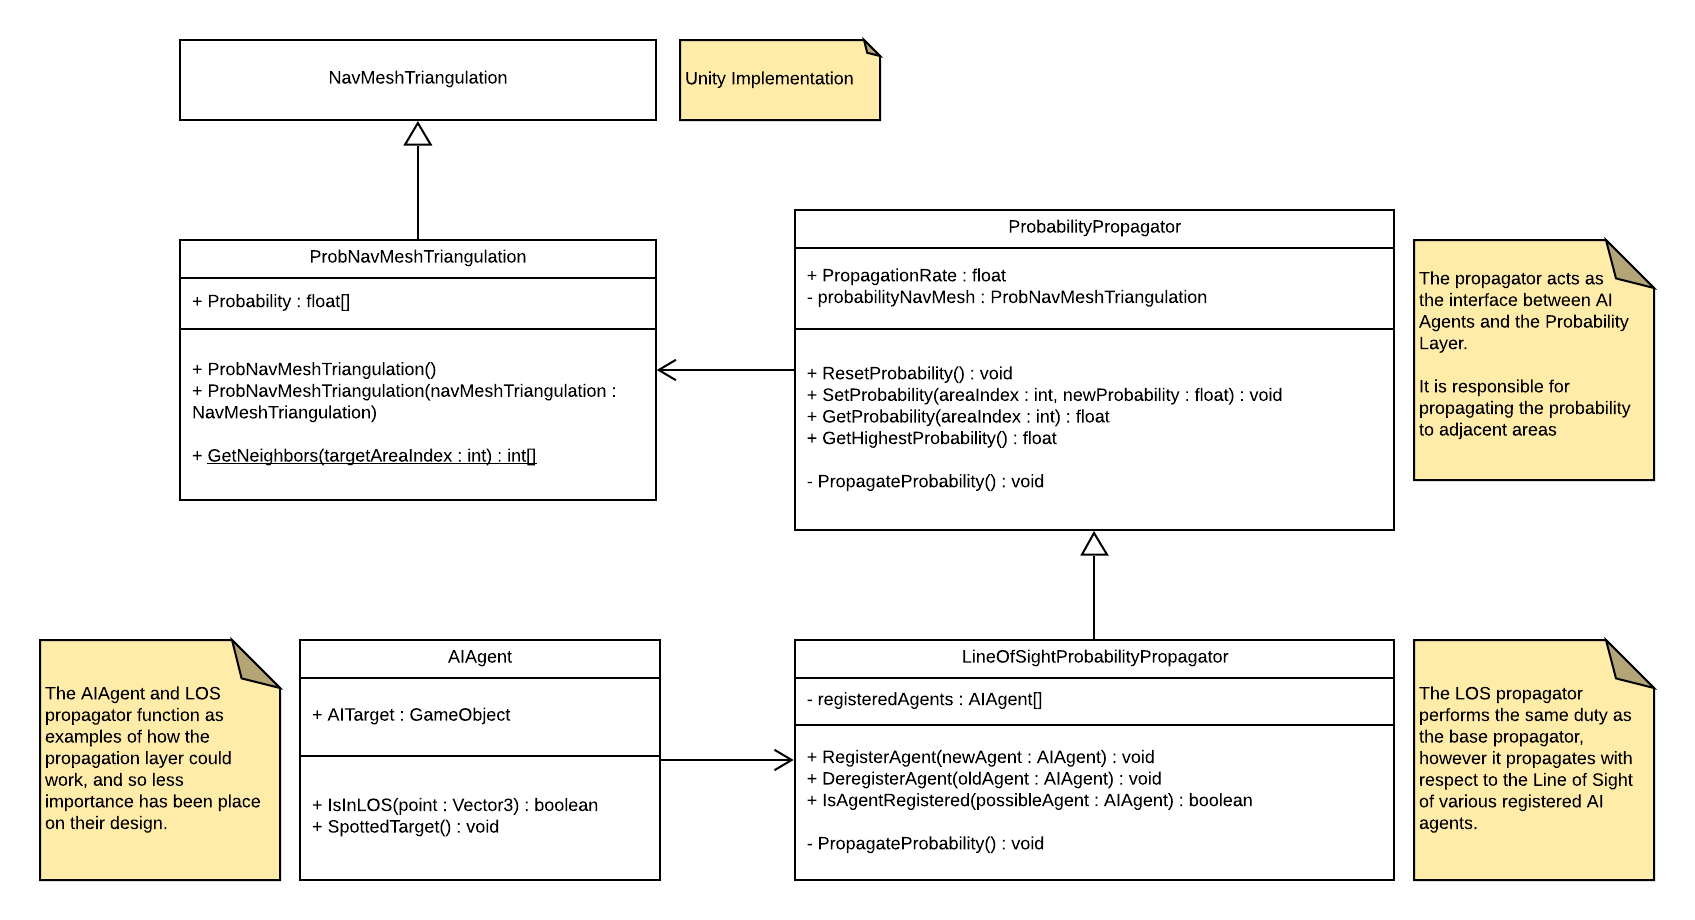 NavMeshTriangulation
Unity Implementation
ProbNavMeshTriangulation
+ Probability : float[]
+ ProbNavMeshTriangulation()
+ ProbNavMeshTriangulation(navMeshTriangulation :
NavMeshTriangulation)
+ GetNeighbors(targetAreaIndex : int) : int[]
ProbabilityPropagator
+ PropagationRate : float
- probabilityNavMesh : ProbNavMeshTriangulation
+ ResetProbability() : void
+ SetProbability(areaIndex : int, newProbability : float) : void
+ GetProbability(areaIndex : int) : float
+ GetHighestProbability() : float
- PropagateProbability() : void
The propagator acts as
the interface between AI
Agents and the Probability
Layer.
It is responsible for
propagating the probability
to adjacent areas
The AIAgent and LOS
propagator function as
examples of how the
propagation layer could
work, and so less
importance has been place
on their design.
AIAgent
+ AITarget : GameObject
+ IsInLOS(point : Vector3) : boolean
+ SpottedTarget() : void
LineOfSightProbabilityPropagator
- registeredAgents : AIAgent[]
+ RegisterAgent(newAgent : AIAgent) : void
+ DeregisterAgent(oldAgent : AIAgent) : void
+ IsAgentRegistered(possibleAgent : AIAgent) : boolean
- PropagateProbability() : void
The LOS propagator
performs the same duty as
the base propagator,
however it propagates with
respect to the Line of Sight
of various registered AI
agents.